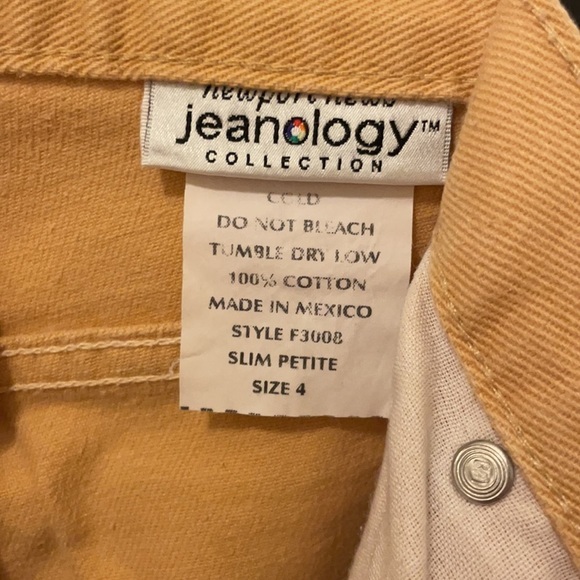 newport news
jeanology™
COLLECTION
COLD
DO NOT BLEACH
TUMBLE DRY LOW
100% COTTON
MADE IN MEXICO
STYLE F3008
SLIM PETITE
SIZE 4